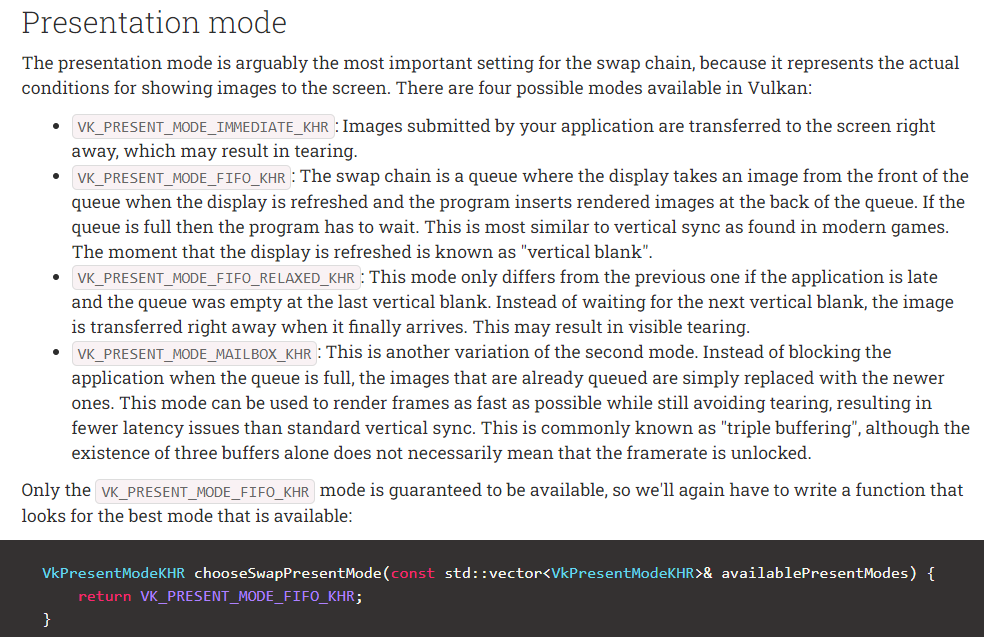 Presentation mode
The presentation mode is arguably the most important setting for the swap chain, because it represents the actual
conditions for showing images to the screen. There are four possible modes available in Vulkan:
• VK_PRESENT_MODE_IMMEDIATE_KHR: Images submitted by your application are transferred to the screen right
away, which may result in tearing.
• VK_PRESENT_MODE_FIFO_KHR: The swap chain is a queue where the display takes an image from the front of the
queue when the display is refreshed and the program inserts rendered images at the back of the queue. If the
queue is full then the program has to wait. This is most similar to vertical sync as found in modern games.
The moment that the display is refreshed is known as "vertical blank".
• VK_PRESENT_MODE_FIFO_RELAXED_KHR: This mode only differs from the previous one if the application is late
and the queue was empty at the last vertical blank. Instead of waiting for the next vertical blank, the image
is transferred right away when it finally arrives. This may result in visible tearing.
• VK_PRESENT_MODE_MAILBOX_KHR: This is another variation of the second mode. Instead of blocking the
application when the queue is full, the images that are already queued are simply replaced with the newer
ones. This mode can be used to render frames as fast as possible while still avoiding tearing, resulting in
fewer latency issues than standard vertical sync. This is commonly known as "triple buffering", although the
existence of three buffers alone does not necessarily mean that the framerate is unlocked.
Only the VK_PRESENT_MODE_FIFO_KHR mode is guaranteed to be available, so we'll again have to write a function that
looks for the best mode that is available:
VkPresentModeKHR chooseSwapPresentMode(const std::vector<VkPresentModeKHR>& availablePresentModes) {
    return VK_PRESENT_MODE_FIFO_KHR;
}